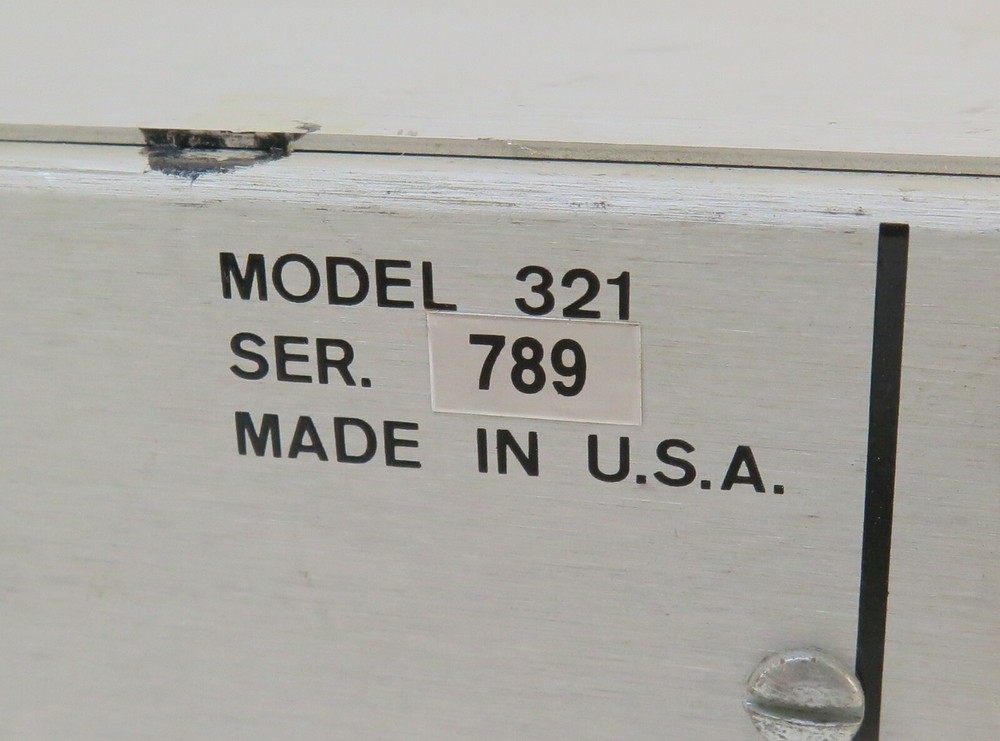 MODEL 321
SER. 789
MADE IN U.S.A.